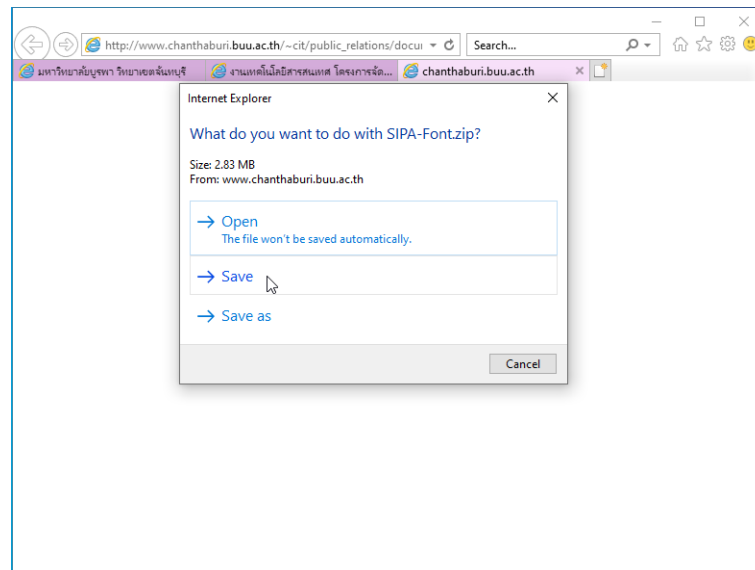 http://www.chanthaburi.buu.ac.th/~cit/public_relations/docu
Search...
มหาวิทยาลัยบูรพา วิทยาเขตจันทบุรี
งานเทคโนโลยีสารสนเทศ โครงการจัด...
chanthaburi.buu.ac.th
Internet Explorer
What do you want to do with SIPA-Font.zip?
Size: 2.83 MB
From: www.chanthaburi.buu.ac.th
Open
The file won't be saved automatically.
Save
Save as
Cancel